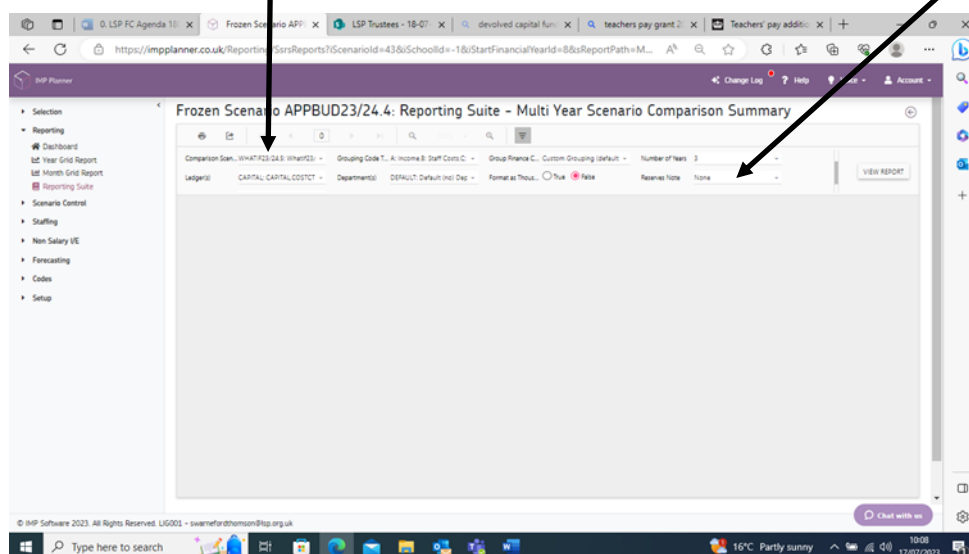 0. LSP FC Agenda 18
Frozen Scenario APP
LSP Trustees - 18-07-
devolved capital fun
teachers pay grant 2
Teachers' pay additio
https://impplanner.co.uk/Reporting/SsrsReports?iScenarioId=43&iSchoolId=-1&iStartFinancialYearId=8&sReportPath=M...
IMP Planner
Change Log
Help
Account
Selection
Reporting
Dashboard
Year Grid Report
Month Grid Report
Reporting Suite
Scenario Control
Staffing
Non Salary I/E
Forecasting
Codes
Setup
Frozen Scenario APPBUD23/24.4: Reporting Suite - Multi Year Scenario Comparison Summary
0
Comparison Scen... WHATIF23/24.3: Whatif23/ Grouping Code T... A: Income,B: Staff Costs,C: Group Finance C... Custom Grouping (default Number of Years 3
Ledger(s) CAPITAL: CAPITAL,COSTCT Department(s) DEFAULT: Default (no) Dep Format as Thous... True False Reserves Note None
VIEW REPORT
© IMP Software 2023. All Rights Reserved. LIG001 - swarnefordthomson@lsp.org.uk
Chat with us
Type here to search
16°C Partly sunny
10:08
17/07/2023